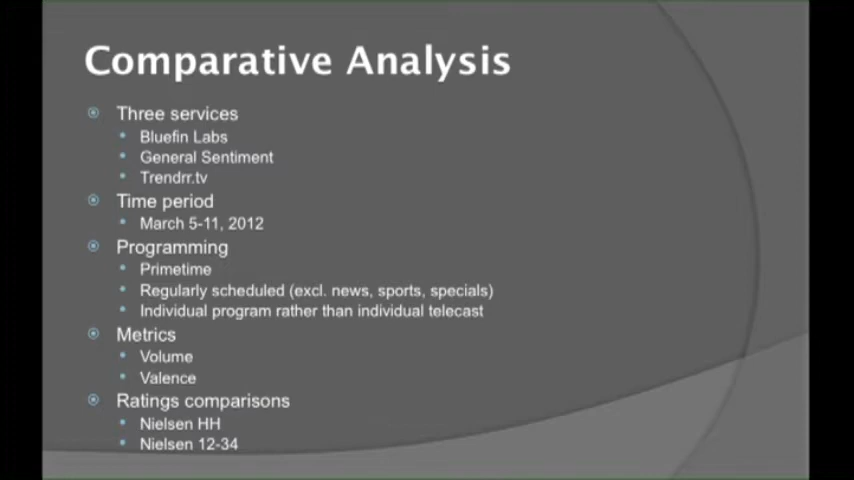 Comparative Analysis
Three services
Bluefin Labs
General Sentiment
Trendrr.tv
Time period
March 5-11, 2012
Programming
Primetime
Regularly scheduled (excl. news, sports, specials)
Individual program rather than individual telecast
Metrics
Volume
Valence
Ratings comparisons
Nielsen HH
Nielsen 12-34